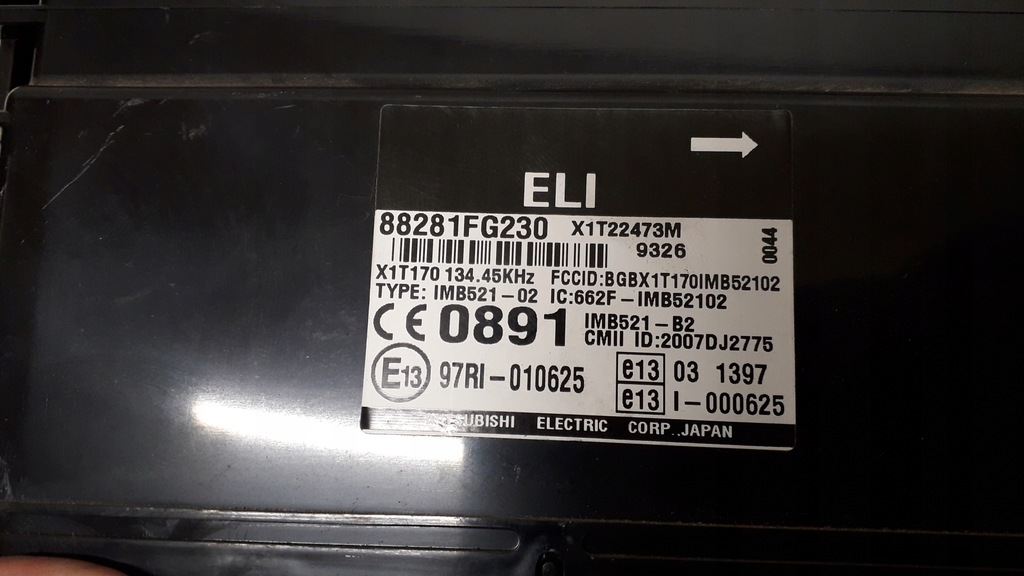 ELI
88281FG230 X1T22473M
9326
0044
X1T170 134.45KHz FCCID:BGBX1T170IMB52102
TYPE: IMB521-02 IC:662F-IMB52102
CE 0891 IMB521-B2
CMII ID:2007DJ2775
E13 97RI-010625 e13 03 1397
e13 I-000625
ELECTRIC CORP. JAPAN